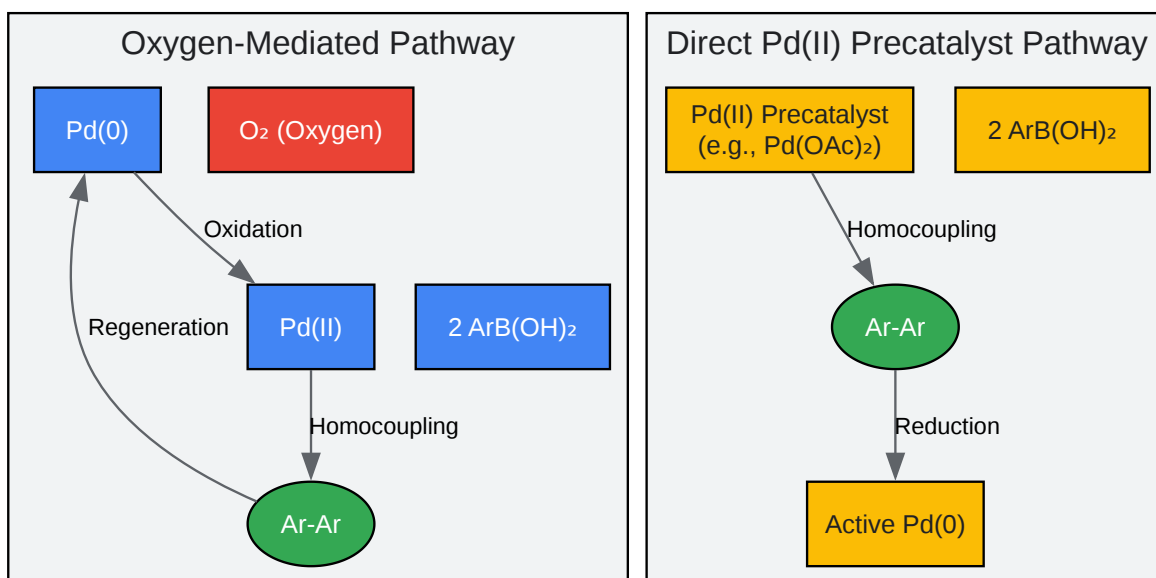 Oxygen-Mediated Pathway
Pd(0)
O₂ (Oxygen)
Oxidation
Regeneration
Pd(II)
2 ArB(OH)₂
Homocoupling
Ar-Ar
Direct Pd(II) Precatalyst Pathway
Pd(II) Precatalyst
(e.g., Pd(OAc)₂)
2 ArB(OH)₂
Homocoupling
Ar-Ar
Reduction
Active Pd(0)